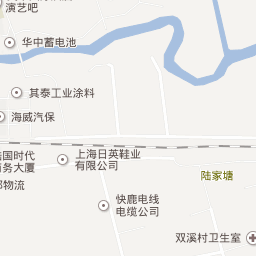 演艺吧
华中蓄电池
其泰工业涂料
海威汽保
国时代
务大厦
上海日英鞋业
有限公司
物流
陆家塘
快鹿电线
电缆公司
双溪村卫生室